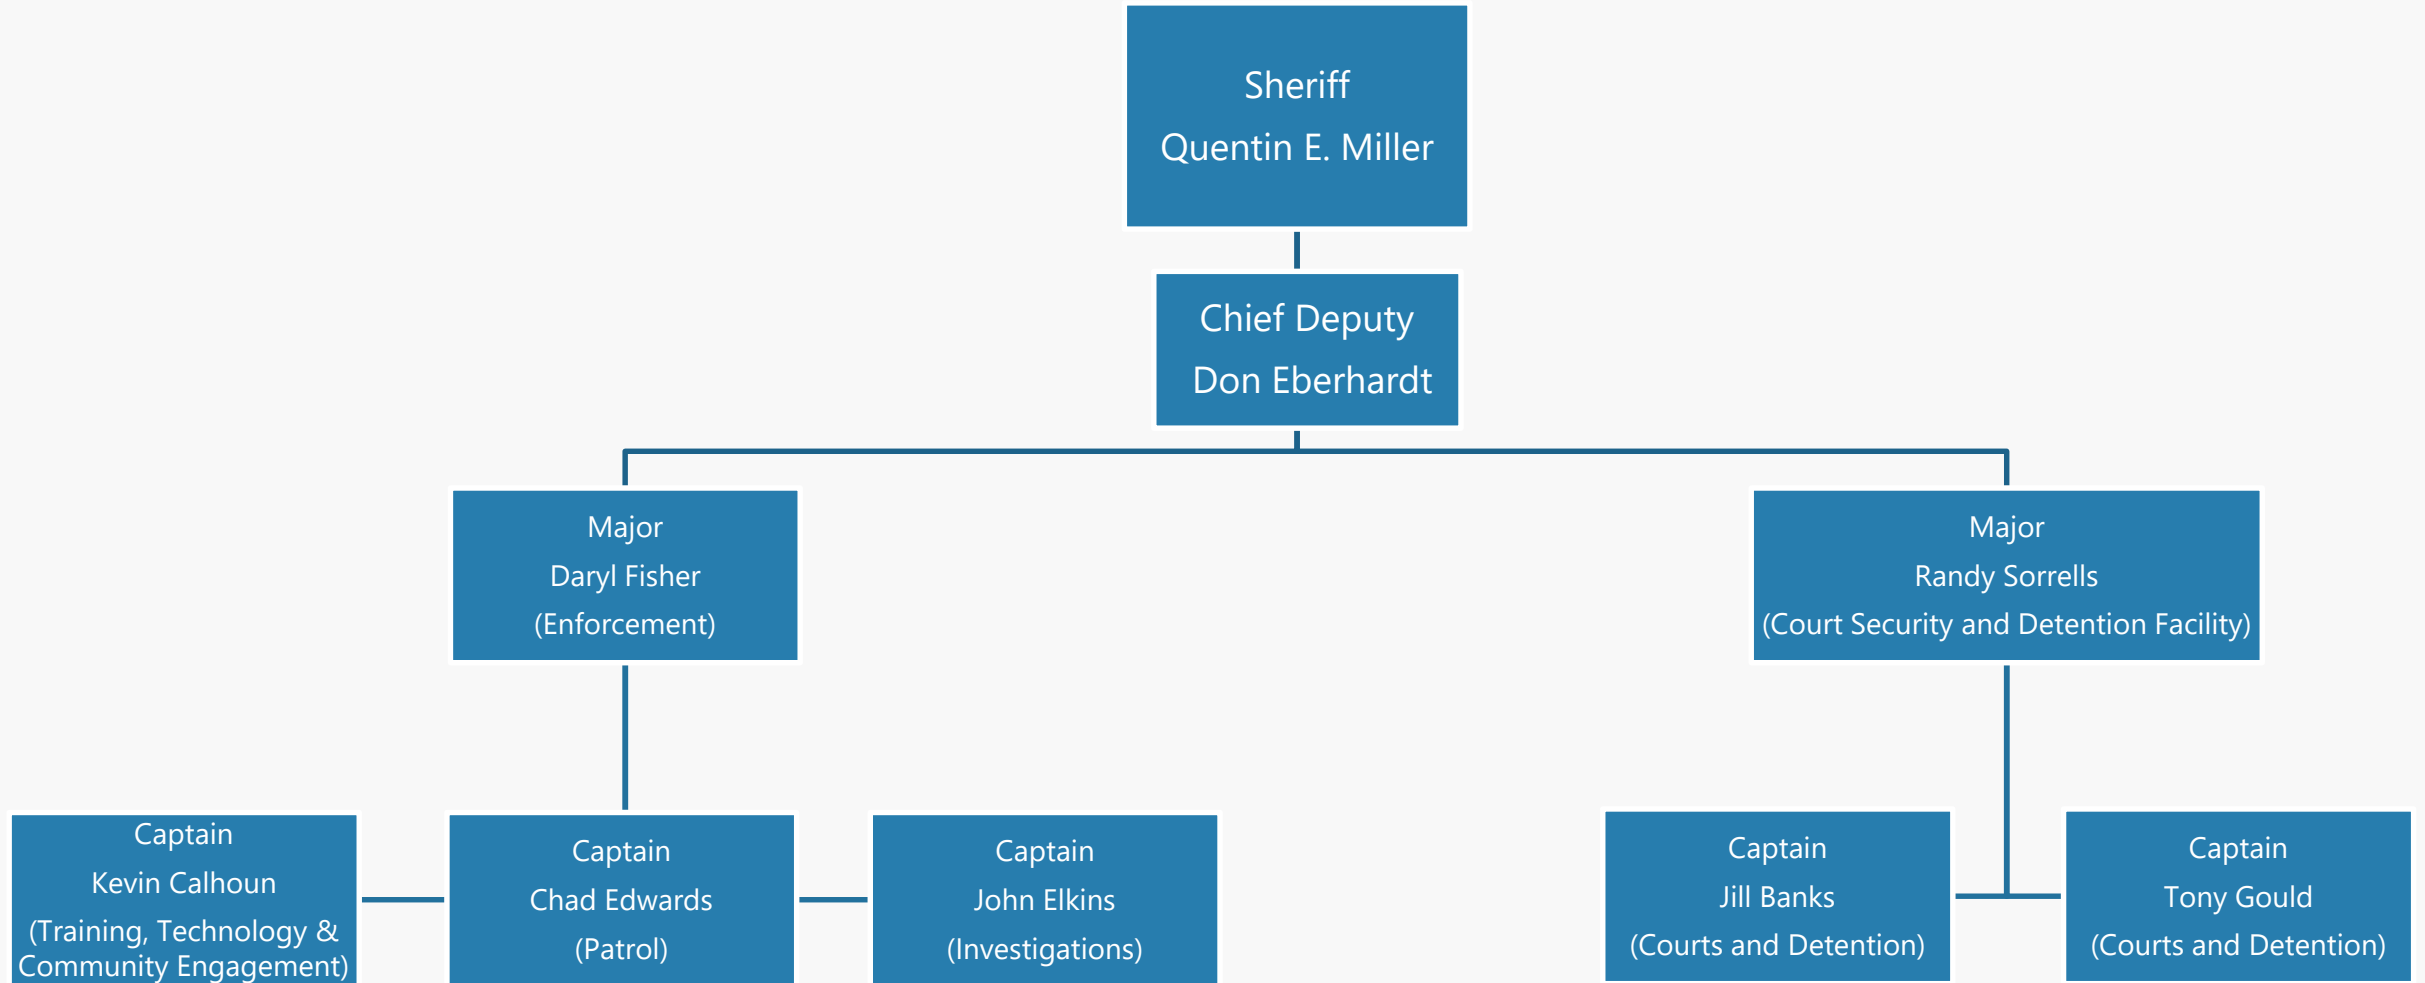 Sheriff
Quentin E. Miller
Chief Deputy
Don Eberhardt
Major
Daryl Fisher
(Enforcement)
Major
Randy Sorrells
(Court Security and Detention Facility)
Captain
Kevin Calhoun
(Training, Technology &
Community Engagement)
Captain
Chad Edwards
(Patrol)
Captain
John Elkins
(Investigations)
Captain
Jill Banks
(Courts and Detention)
Captain
Tony Gould
(Courts and Detention)